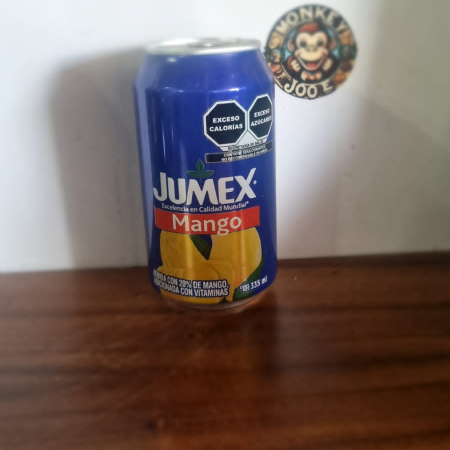 MONKEY
JOO'E
EXCESO
CALORÍAS
EXCESO
AZÚCARES
JUMEX
Excelencia en Calidad Mundial
Mango
BEBIDA CON 20% DE MANGO,
ADICIONADA CON VITAMINAS
335 ml